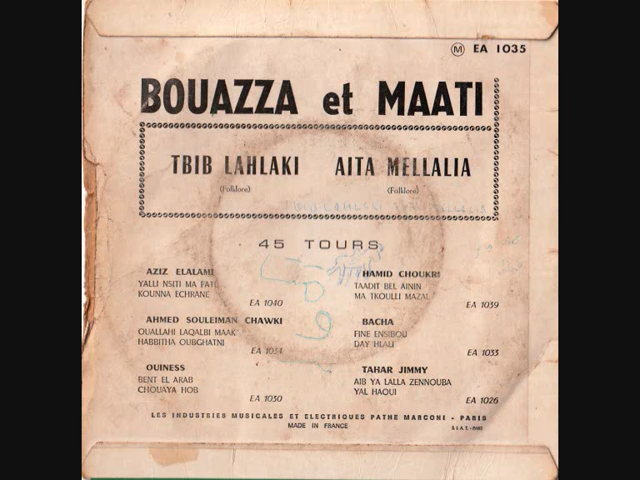 Ⓜ EA 1035
BOUAZZA et MAATI
TBIB LAHLAKI AITA MELLALIA
(Folklore) (Folklore)
45 TOURS
AZIZ ELALAMI
YALLI NSITI MA FAT
KOUNNA ECHRANE
EA 1040
AHMED SOULEIMAN CHAWKI
OUALLAHI LAQALBI MAAK
HABBITHA OUBGHATNI
EA 1034
OUINESS
BENT EL ARAB
CHOUAYA HOB
EA 1030
HAMID CHOUKRI
TAADIT BEL AININ
MA TKOULLI MAZAL
EA 1039
BACHA
FINE ENSIBOU
DAY HLALI
EA 1033
TAHAR JIMMY
AIB YA LALLA ZENNOUBA
YAL HAOUI
EA 1026
LES INDUSTRIES MUSICALES ET ELECTRIQUES PATHE MARCONI - PARIS
MADE IN FRANCE